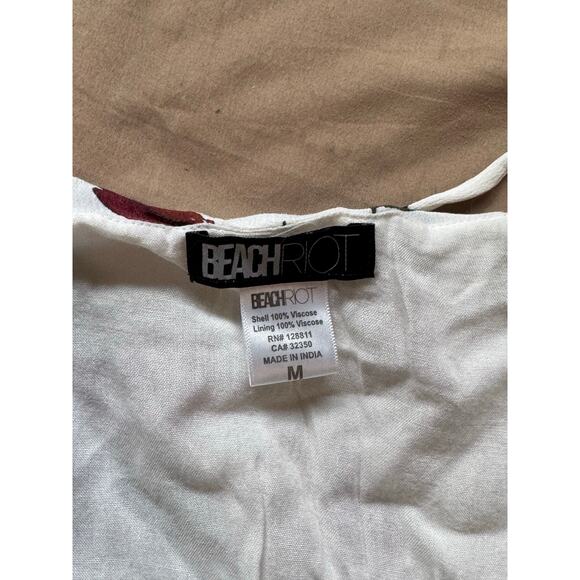 BEACHRIOT
BEACHRIOT
Shell 100% Viscose
Lining 100% Viscose
RN# 128811
CA# 32350
MADE IN INDIA
M